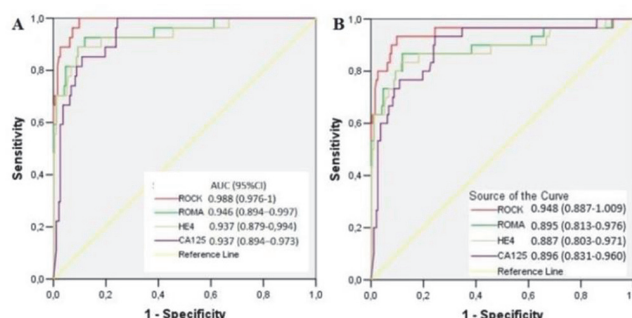 A
1,0
0,8
0,6
0,4
0,2
0,0
Sensitivity
AUC (95%CI)
ROCK 0.988 (0.976-1)
ROMA 0.946 (0.894-0.997)
HE4 0.937 (0.879-0,994)
CA125 0.937 (0.894-0.973)
Reference Line
0,0 0,2 0,4 0,6 0,8 1,0
1 - Specificity
B
1,0
0,8
0,6
0,4
0,2
0,0
Sensitivity
Source of the Curve
ROCK 0.948 (0.887-1.009)
ROMA 0.895 (0.813-0.976)
HE4 0.887 (0.803-0.971)
CA125 0.896 (0.831-0.960)
Reference Line
0,0 0,2 0,4 0,6 0,8 1,0
1 - Specificity